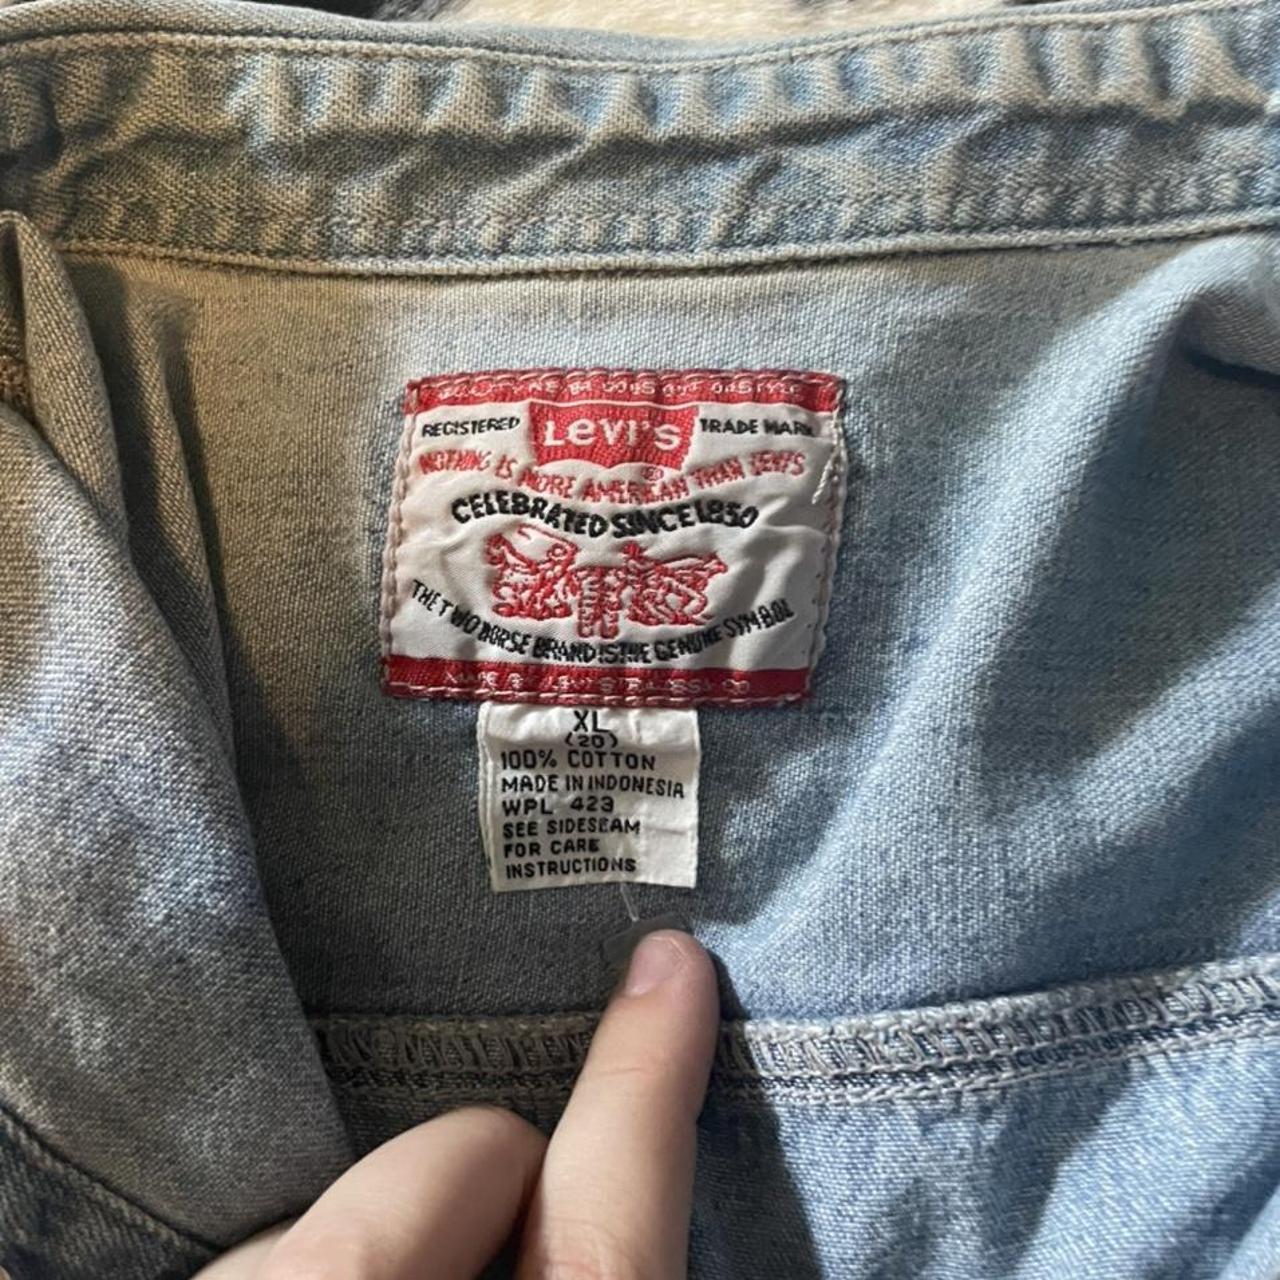 REGISTERED Levi's TRADE MARK
NOTHING IS MORE AMERICAN THAN LEVI'S
CELEBRATED SINCE 1850
THE TWO HORSE BRAND IS THE GENUINE SYMBOL
XL
(20)
100% COTTON
MADE IN INDONESIA
WPL 423
SEE SIDESEAM
FOR CARE
INSTRUCTIONS